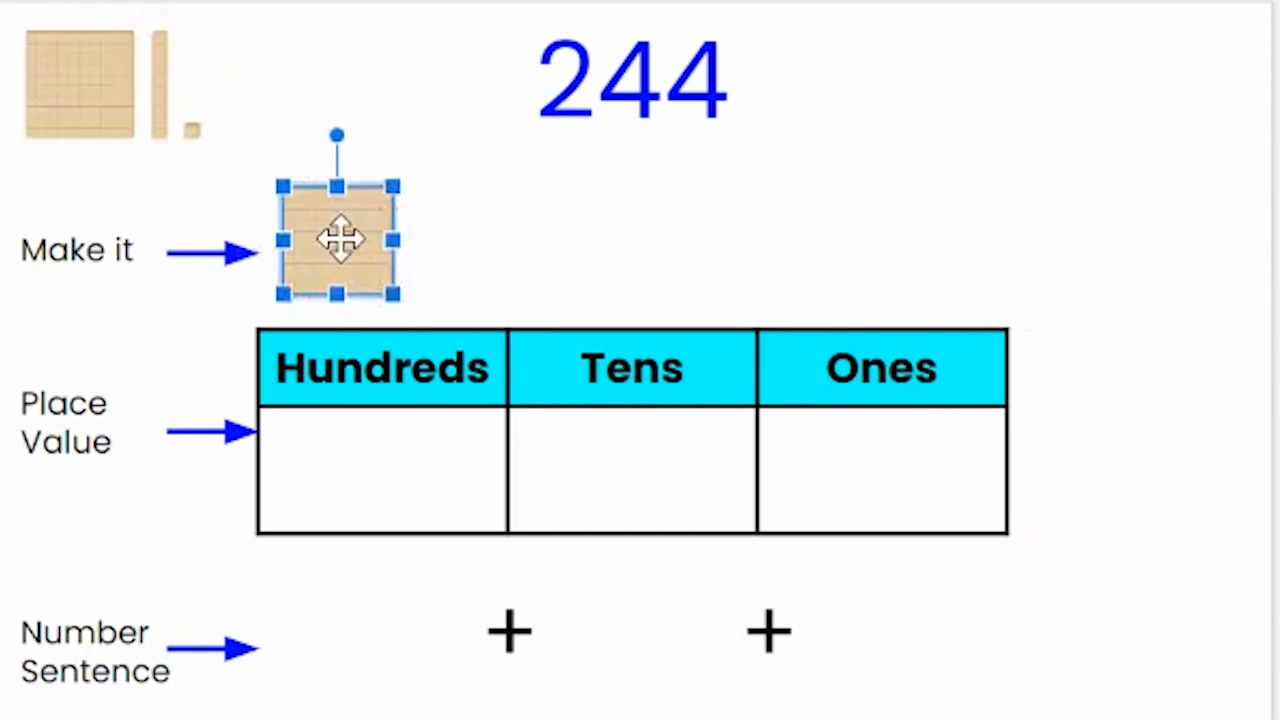 244
Make it
Hundreds Tens Ones
Place
Value
+ +
Number
Sentence